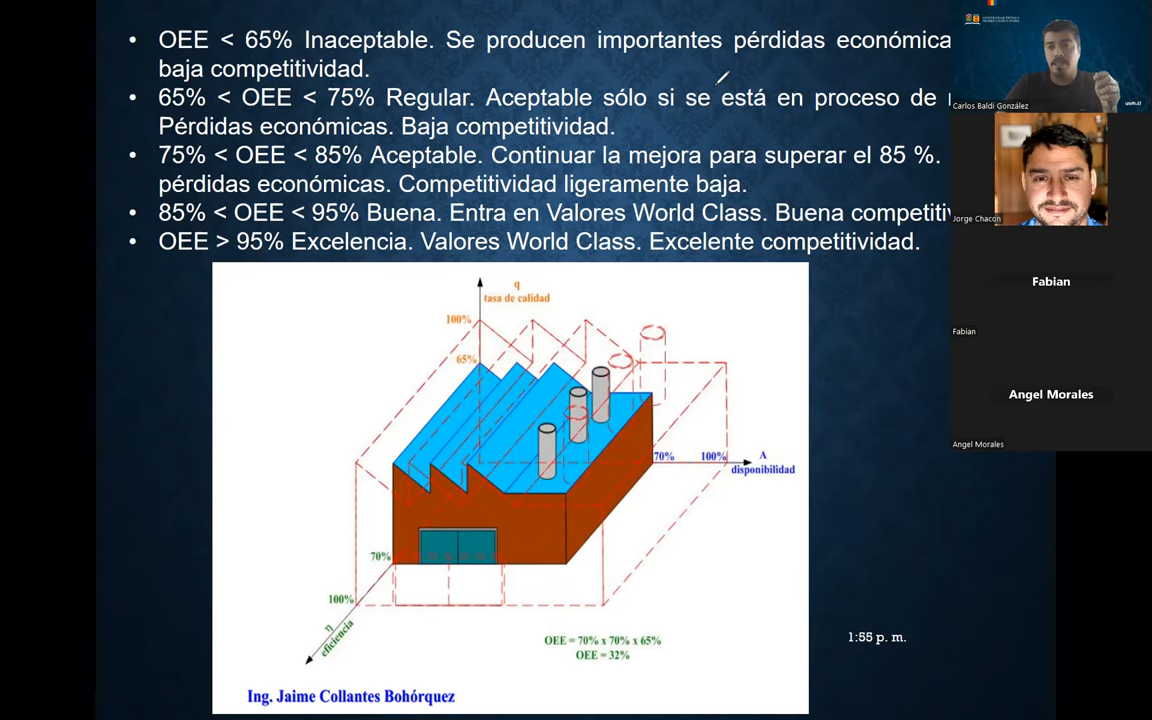 • OEE < 65% Inaceptable. Se producen importantes pérdidas económica
baja competitividad.
• 65% < OEE < 75% Regular. Aceptable sólo si se está en proceso de
Pérdidas económicas. Baja competitividad.
• 75% < OEE < 85% Aceptable. Continuar la mejora para superar el 85 %.
pérdidas económicas. Competitividad ligeramente baja.
• 85% < OEE < 95% Buena. Entra en Valores World Class. Buena competiti
• OEE > 95% Excelencia. Valores World Class. Excelente competitividad.
q
tasa de calidad
100%
65%
70%
100%
A
disponibilidad
70%
100%
η
eficiencia
OEE = 70% x 70% x 65%
OEE = 32%
Ing. Jaime Collantes Bohórquez
1:55 p. m.
usm.cl
Carlos Baldi González
Jorge Chacon
Fabian
Fabian
Angel Morales
Angel Morales